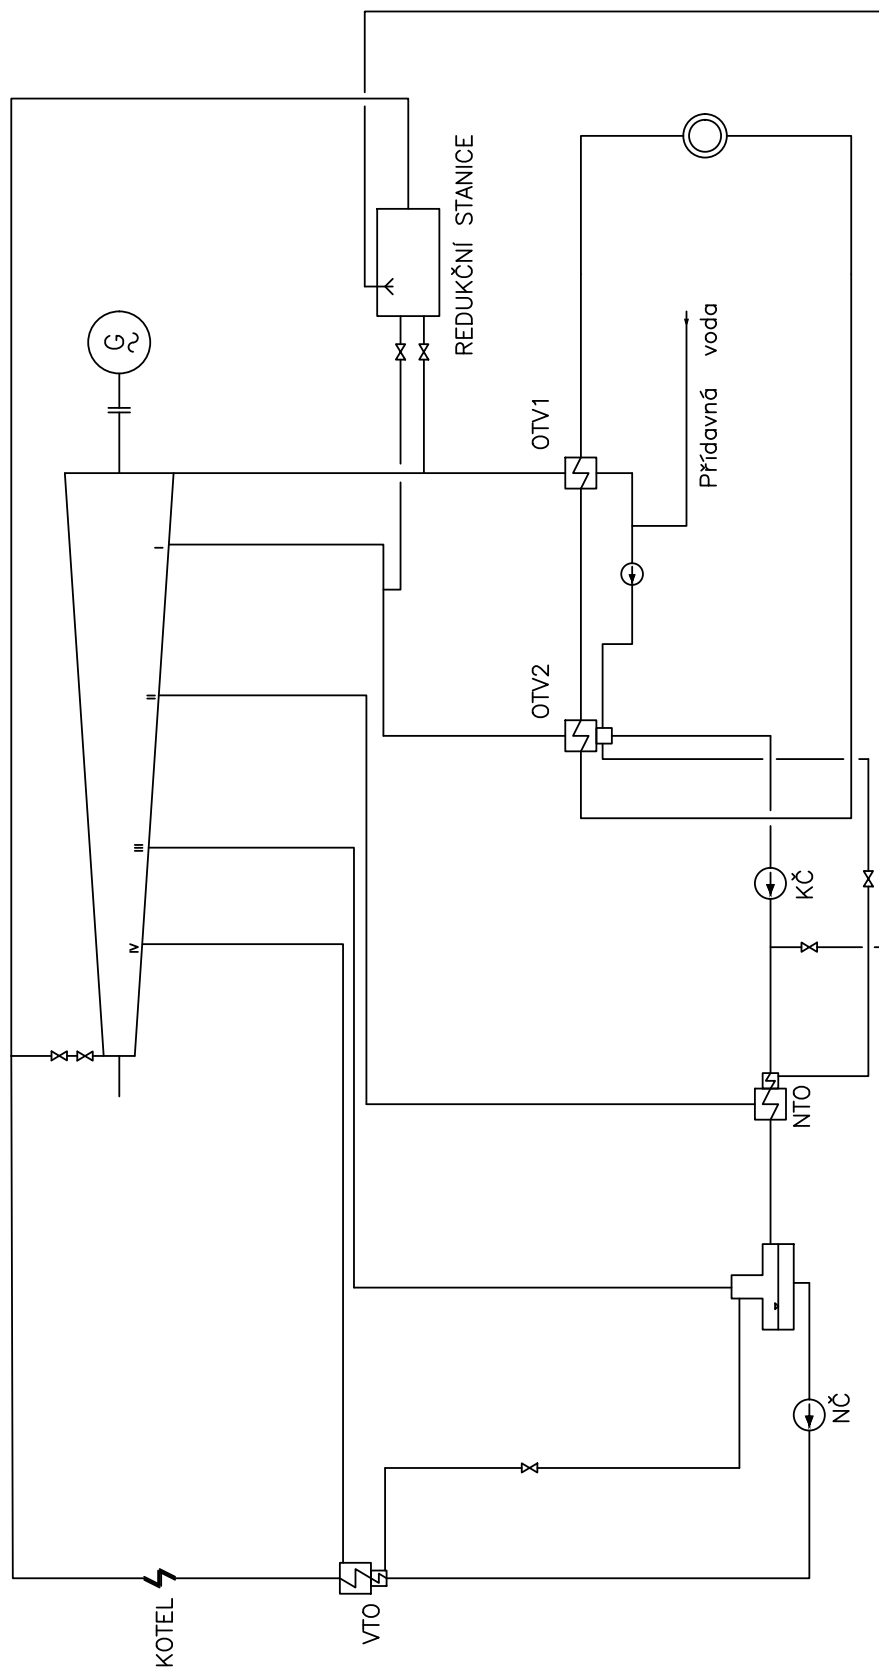 G
REDUKČNÍ STANICE
OTV1
Přídavná voda
I
II
OTV2
III
IV
KČ
NTO
NČ
VTO
KOTEL